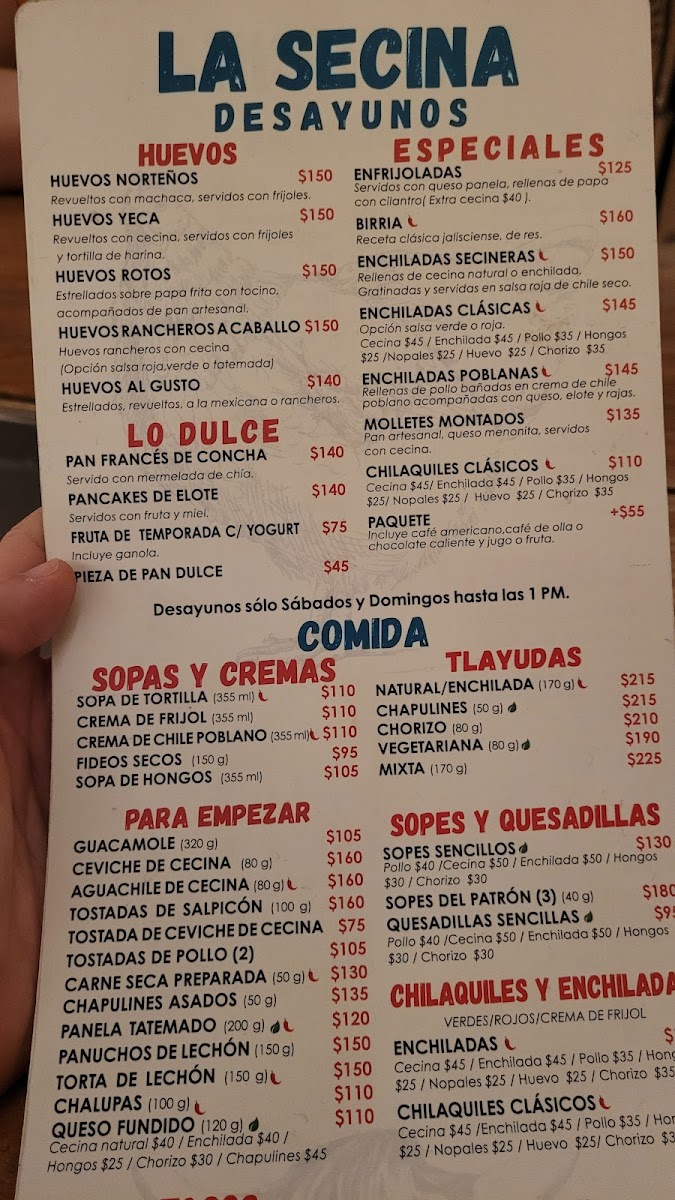 LA SECINA
DESAYUNOS
HUEVOS
HUEVOS NORTEÑOS $150
Revueltos con machaca, servidos con frijoles.
HUEVOS YECA $150
Revueltos con cecina, servidos con frijoles
y tortilla de harina.
HUEVOS ROTOS $150
Estrellados sobre papa frita con tocino,
acompañados de pan artesanal.
HUEVOS RANCHEROS A CABALLO $150
Huevos rancheros con cecina
(Opción salsa roja,verde o tatemada)
HUEVOS AL GUSTO $140
Estrellados, revueltos, a la mexicana o rancheros.
LO DULCE
PAN FRANCÉS DE CONCHA $140
Servido con mermelada de chía.
PANCAKES DE ELOTE $140
Servidos con fruta y miel.
FRUTA DE TEMPORADA C/ YOGURT $75
Incluye ganola.
PIEZA DE PAN DULCE $45
ESPECIALES
ENFRIJOLADAS $125
Servidos con queso panela, rellenas de papa
con cilantro( Extra cecina $40 ).
BIRRIA $160
Receta clásica jalisciense, de res.
ENCHILADAS SECINERAS $150
Rellenas de cecina natural o enchilada,
Gratinadas y servidas en salsa roja de chile seco.
ENCHILADAS CLÁSICAS $145
Opción salsa verde o roja.
Cecina $45 / Enchilada $45 / Pollo $35 / Hongos
$25 /Nopales $25 / Huevo $25 / Chorizo $35
ENCHILADAS POBLANAS $145
Rellenas de pollo bañadas en crema de chile
poblano acompañadas con queso, elote y rajas.
MOLLETES MONTADOS $135
Pan artesanal, queso menonita, servidos
con cecina.
CHILAQUILES CLÁSICOS $110
Cecina $45/ Enchilada $45 / Pollo $35 / Hongos
$25/ Nopales $25 / Huevo $25 / Chorizo $35
PAQUETE +$55
Incluye café americano,café de olla o
chocolate caliente y jugo o fruta.
Desayunos sólo Sábados y Domingos hasta las 1 PM.
COMIDA
SOPAS Y CREMAS
SOPA DE TORTILLA (355 ml) $110
CREMA DE FRIJOL (355 ml) $110
CREMA DE CHILE POBLANO (355 ml) $110
FIDEOS SECOS (150 g) $95
SOPA DE HONGOS (355 ml) $105
PARA EMPEZAR
GUACAMOLE (320 g) $105
CEVICHE DE CECINA (80 g) $160
AGUACHILE DE CECINA (80 g) $160
TOSTADAS DE SALPICÓN (100 g) $160
TOSTADA DE CEVICHE DE CECINA $75
TOSTADAS DE POLLO (2) $105
CARNE SECA PREPARADA (50 g) $130
CHAPULINES ASADOS (50 g) $135
PANELA TATEMADO (200 g) $120
PANUCHOS DE LECHÓN (150 g) $150
TORTA DE LECHÓN (150 g) $150
CHALUPAS (100 g) $110
QUESO FUNDIDO (120 g) $110
Cecina natural $40 / Enchilada $40 /
Hongos $25 / Chorizo $30 / Chapulines $45
TLAYUDAS
NATURAL/ENCHILADA (170 g) $215
CHAPULINES (50 g) $215
CHORIZO (80 g) $210
VEGETARIANA (80 g) $190
MIXTA (170 g) $225
SOPES Y QUESADILLAS
SOPES SENCILLOS $130
Pollo $40 /Cecina $50 / Enchilada $50 / Hongos
$30 / Chorizo $30
SOPES DEL PATRÓN (3) (40 g) $180
QUESADILLAS SENCILLAS $95
Pollo $40 /Cecina $50 / Enchilada $50 / Hongos
$30 / Chorizo $30
CHILAQUILES Y ENCHILADA
VERDES/ROJOS/CREMA DE FRIJOL
ENCHILADAS $
Cecina $45 / Enchilada $45 / Pollo $35 / Hong
$25 / Nopales $25 / Huevo $25 / Chorizo $35
CHILAQUILES CLÁSICOS
Cecina $45 /Enchilada $45 / Pollo $35 / Hor
$25 / Nopales $25 / Huevo $25/ Chorizo $3